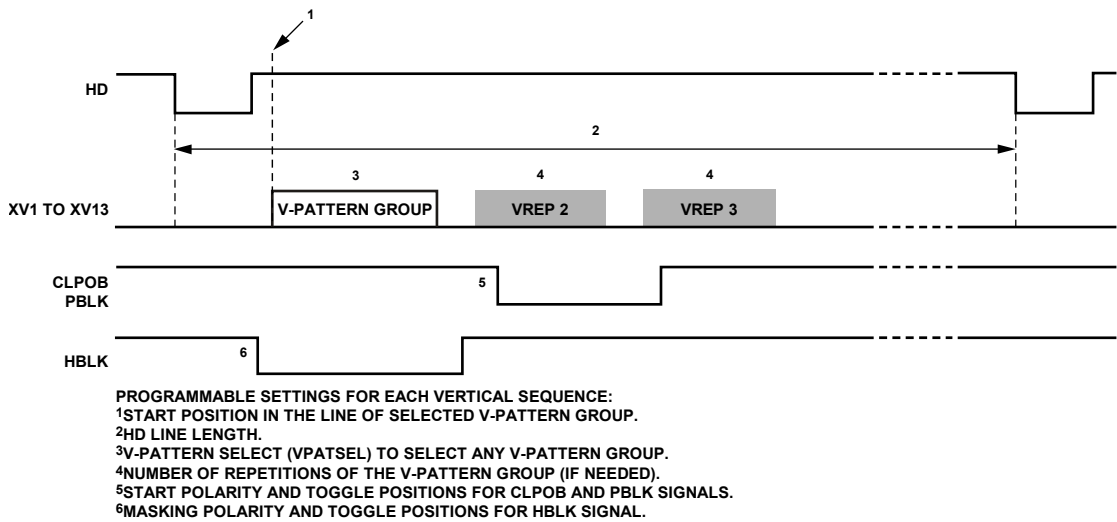 1
HD
2
3 4 4
XV1 TO XV13 V-PATTERN GROUP VREP 2 VREP 3
CLPOB
PBLK
5
HBLK
6
PROGRAMMABLE SETTINGS FOR EACH VERTICAL SEQUENCE:
1START POSITION IN THE LINE OF SELECTED V-PATTERN GROUP.
2HD LINE LENGTH.
3V-PATTERN SELECT (VPATSEL) TO SELECT ANY V-PATTERN GROUP.
4NUMBER OF REPETITIONS OF THE V-PATTERN GROUP (IF NEEDED).
5START POLARITY AND TOGGLE POSITIONS FOR CLPOB AND PBLK SIGNALS.
6MASKING POLARITY AND TOGGLE POSITIONS FOR HBLK SIGNAL.